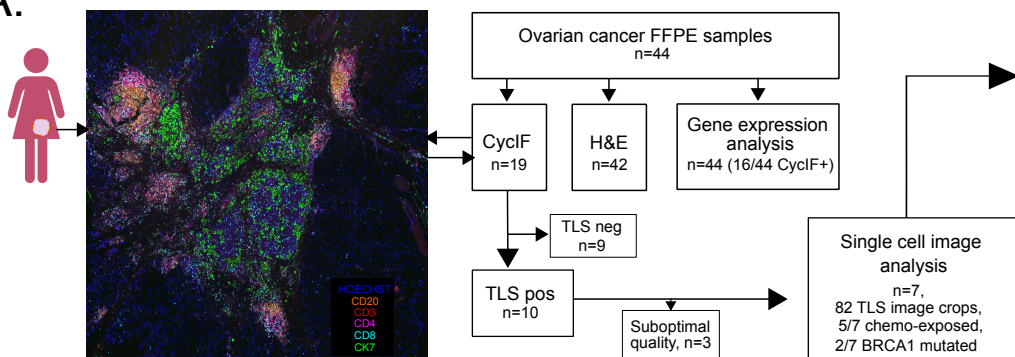 A.
Ovarian cancer FFPE samples
n=44
CycIF
n=19
H&E
n=42
Gene expression
analysis
n=44 (16/44 CycIF+)
TLS neg
n=9
TLS pos
n=10
Suboptimal
quality, n=3
Single cell image
analysis
n=7,
82 TLS image crops,
5/7 chemo-exposed,
2/7 BRCA1 mutated
HOECHST
CD20
CD3
CD4
CD8
CK7